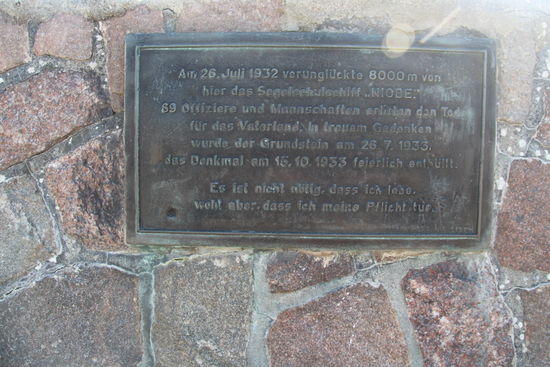 Am 26. Juli 1932 verunglückte 8000 m von
hier das Segelschulschiff „NIOBE".
69 Offiziere und Mannschaften erlitten den Tod
für das Vaterland. In treuem Gedenken
wurde der Grundstein am 26. 7. 1933,
das Denkmal am 15. 10. 1933 feierlich enthüllt.
Es ist nicht nötig, dass ich lebe,
wohl aber, dass ich meine Pflicht tue.